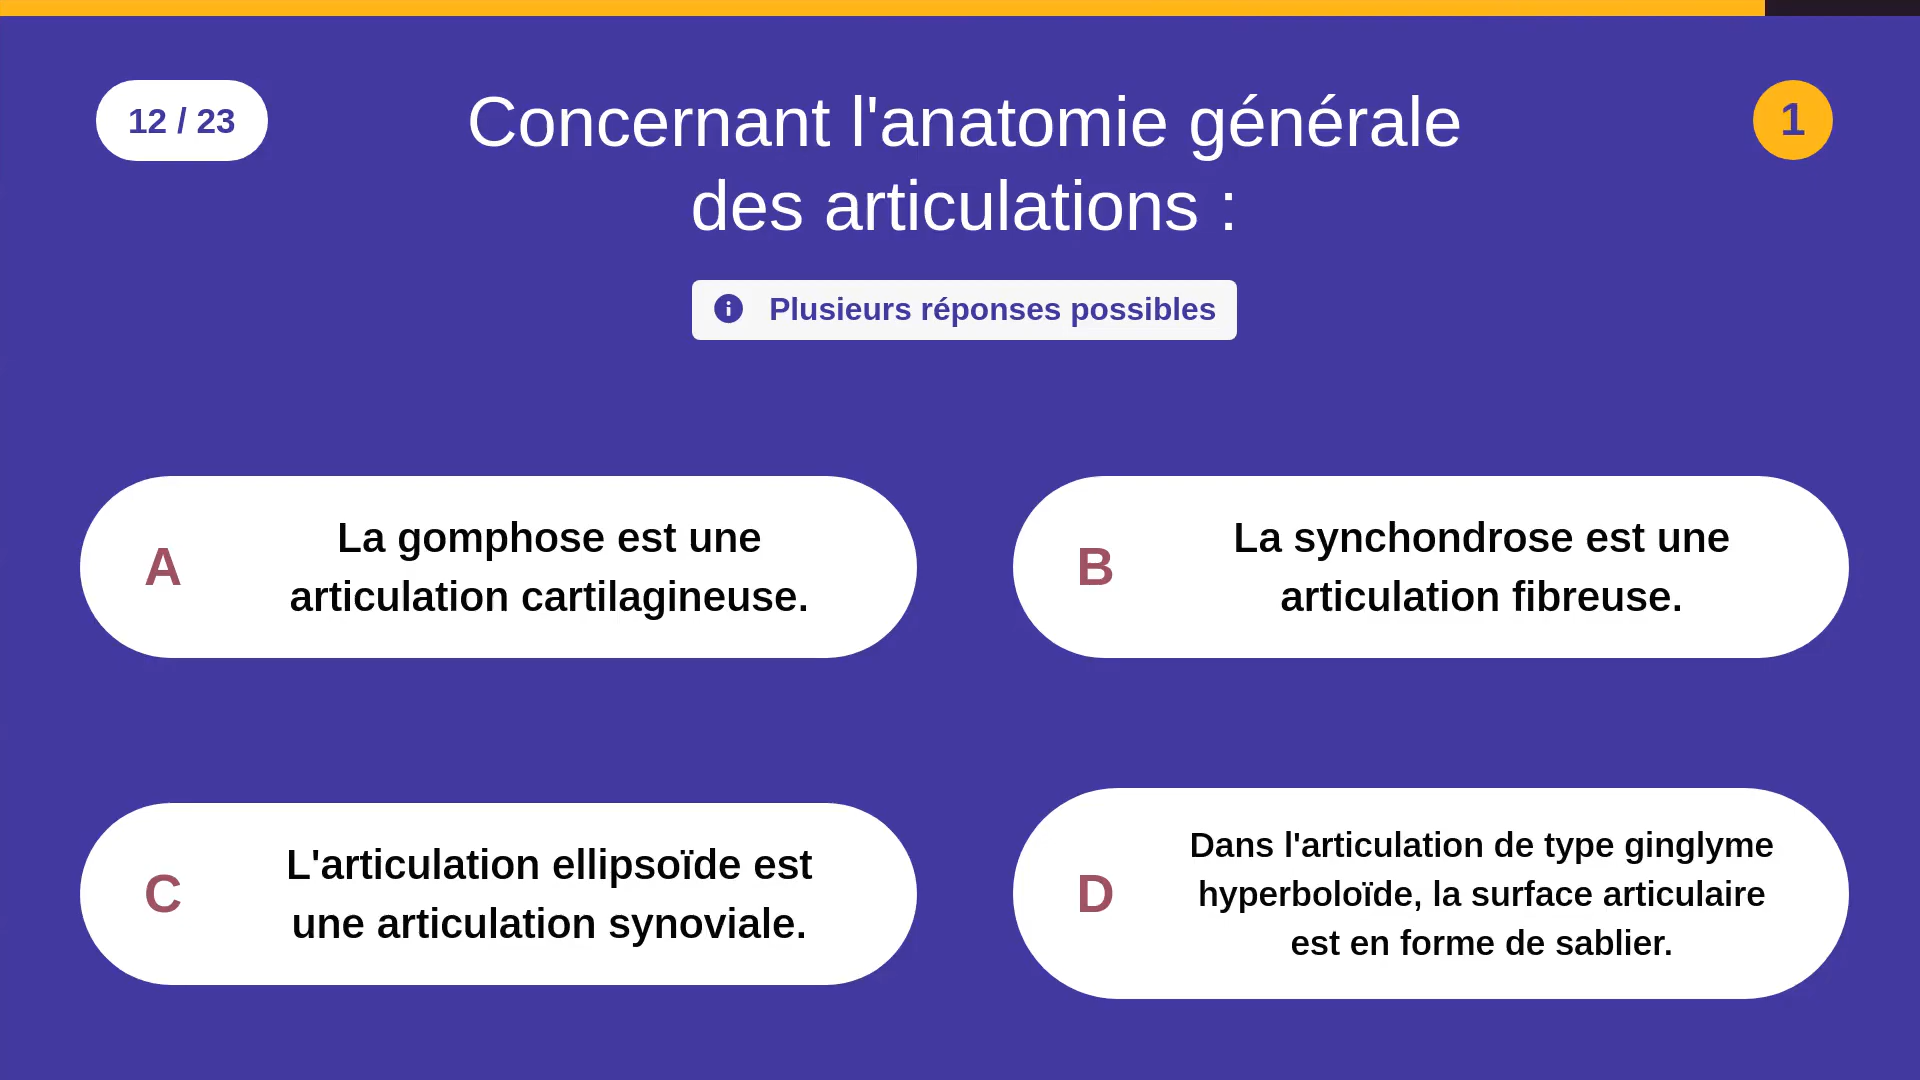 12 / 23
Concernant l'anatomie générale
des articulations :
1
Plusieurs réponses possibles
A
La gomphose est une
articulation cartilagineuse.
B
La synchondrose est une
articulation fibreuse.
C
L'articulation ellipsoïde est
une articulation synoviale.
D
Dans l'articulation de type ginglyme
hyperboloïde, la surface articulaire
est en forme de sablier.